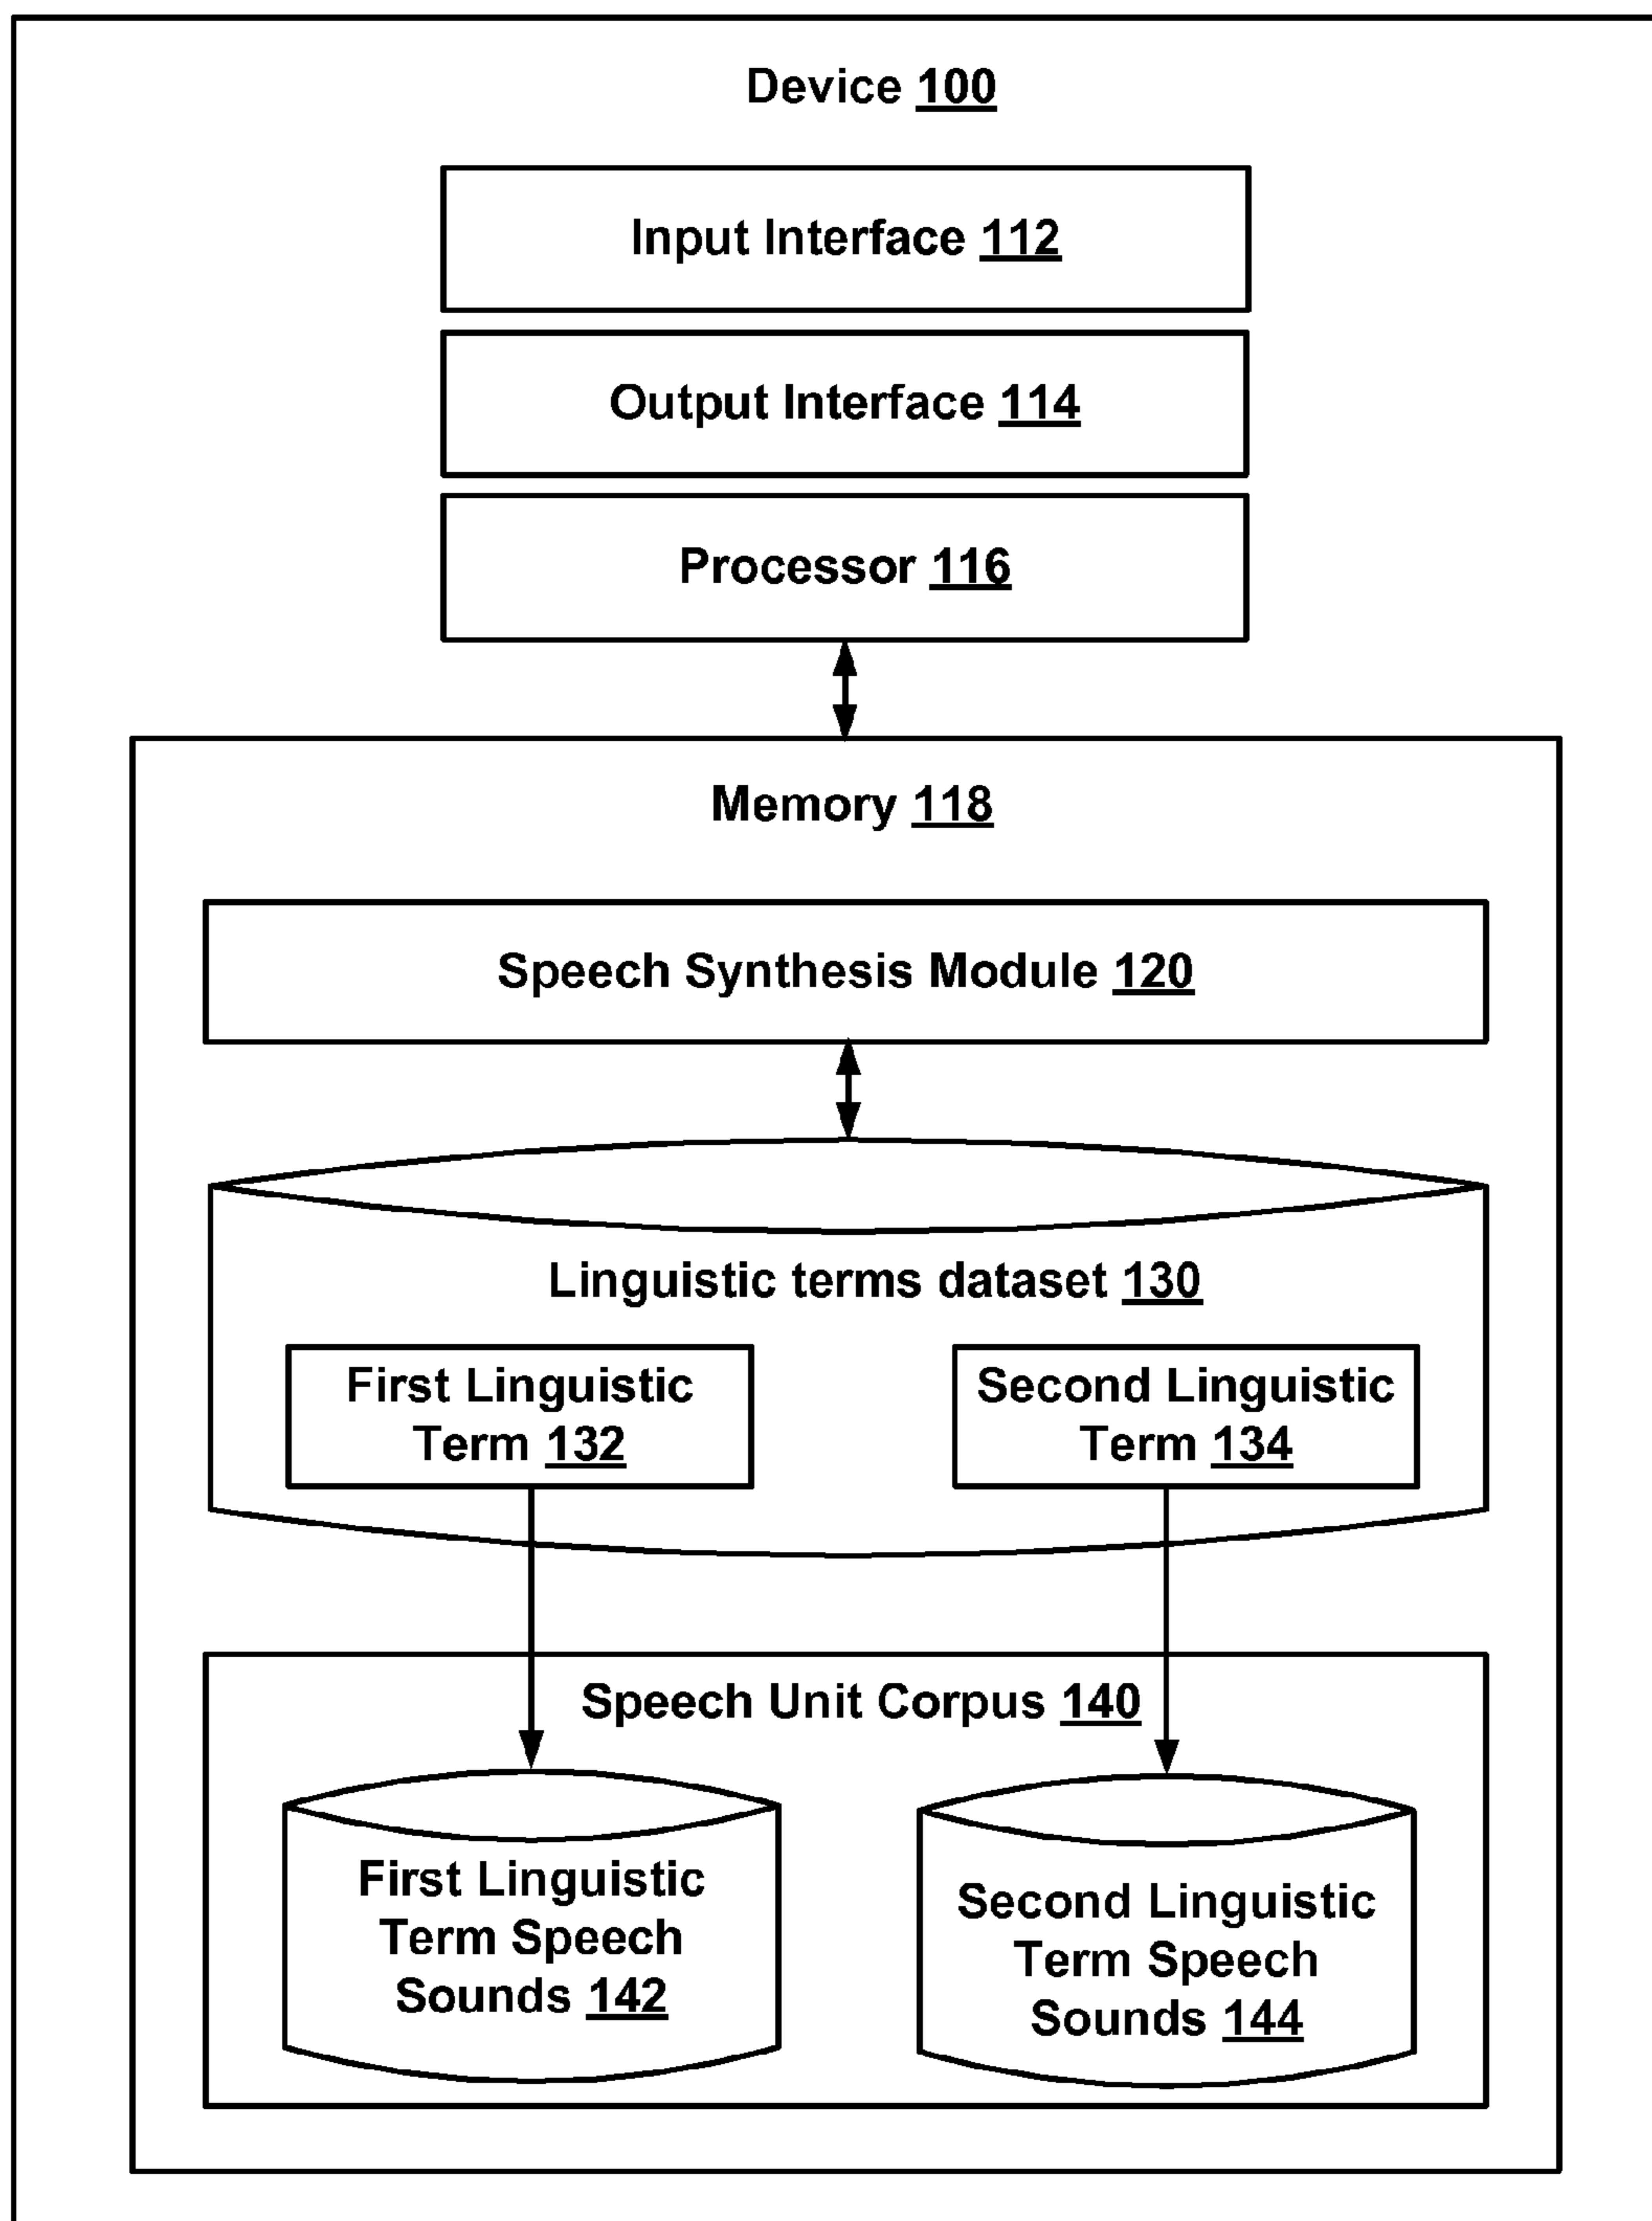 Device 100
Input Interface 112
Output Interface 114
Processor 116
Memory 118
Speech Synthesis Module 120
Linguistic terms dataset 130
First Linguistic
Term 132
Second Linguistic
Term 134
Speech Unit Corpus 140
First Linguistic
Term Speech
Sounds 142
Second Linguistic
Term Speech
Sounds 144